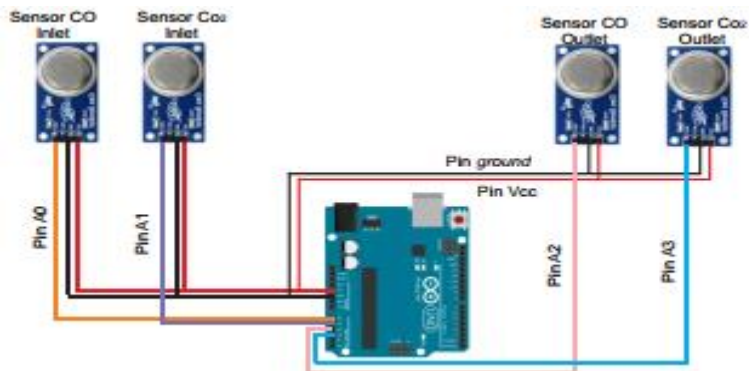 Sensor CO
Inlet
Sensor Co2
Inlet
Sensor CO
Outlet
Sensor Co2
Outlet
Pin ground
Pin Vcc
Pin A0
Pin A1
Pin A2
Pin A3